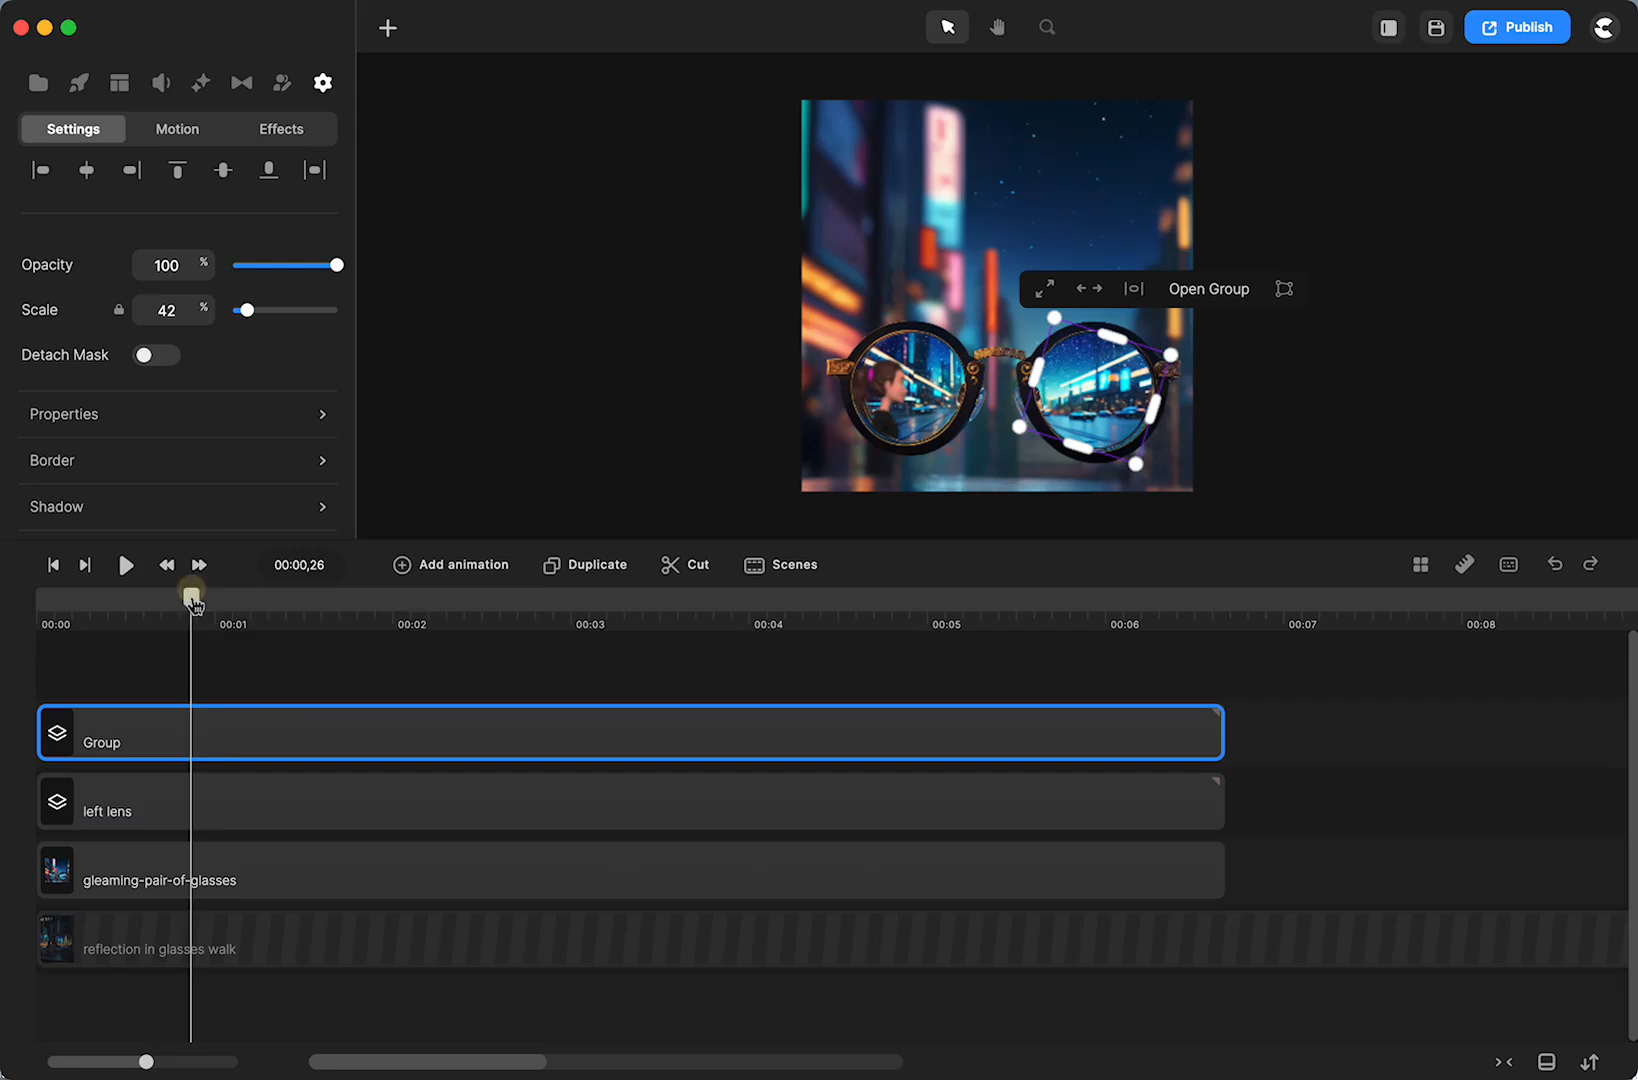 Publish
Settings
Motion
Effects
Opacity
100 %
Scale
42 %
Detach Mask
Properties
Border
Shadow
Open Group
00:00,26
Add animation
Duplicate
Cut
Scenes
00:00
00:01
00:02
00:03
00:04
00:05
00:06
00:07
00:08
Group
left lens
gleaming-pair-of-glasses
reflection in glasses walk